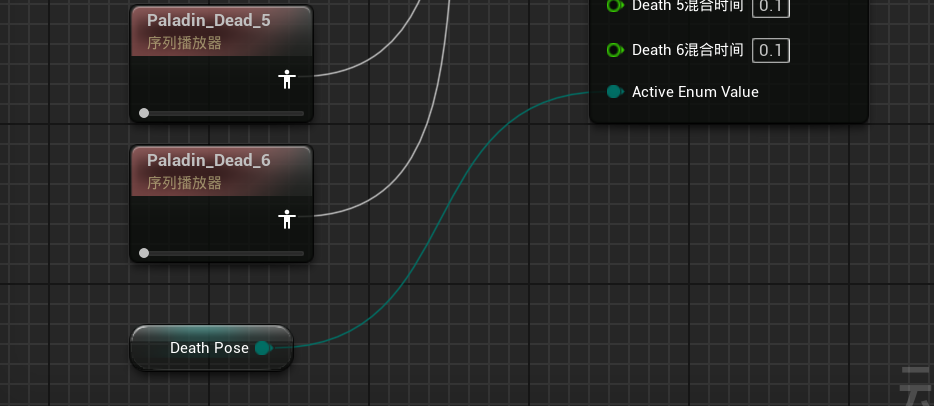 Paladin_Dead_5
序列播放器
Death 5混合时间 0.1
Death 6混合时间 0.1
Active Enum Value
Paladin_Dead_6
序列播放器
Death Pose